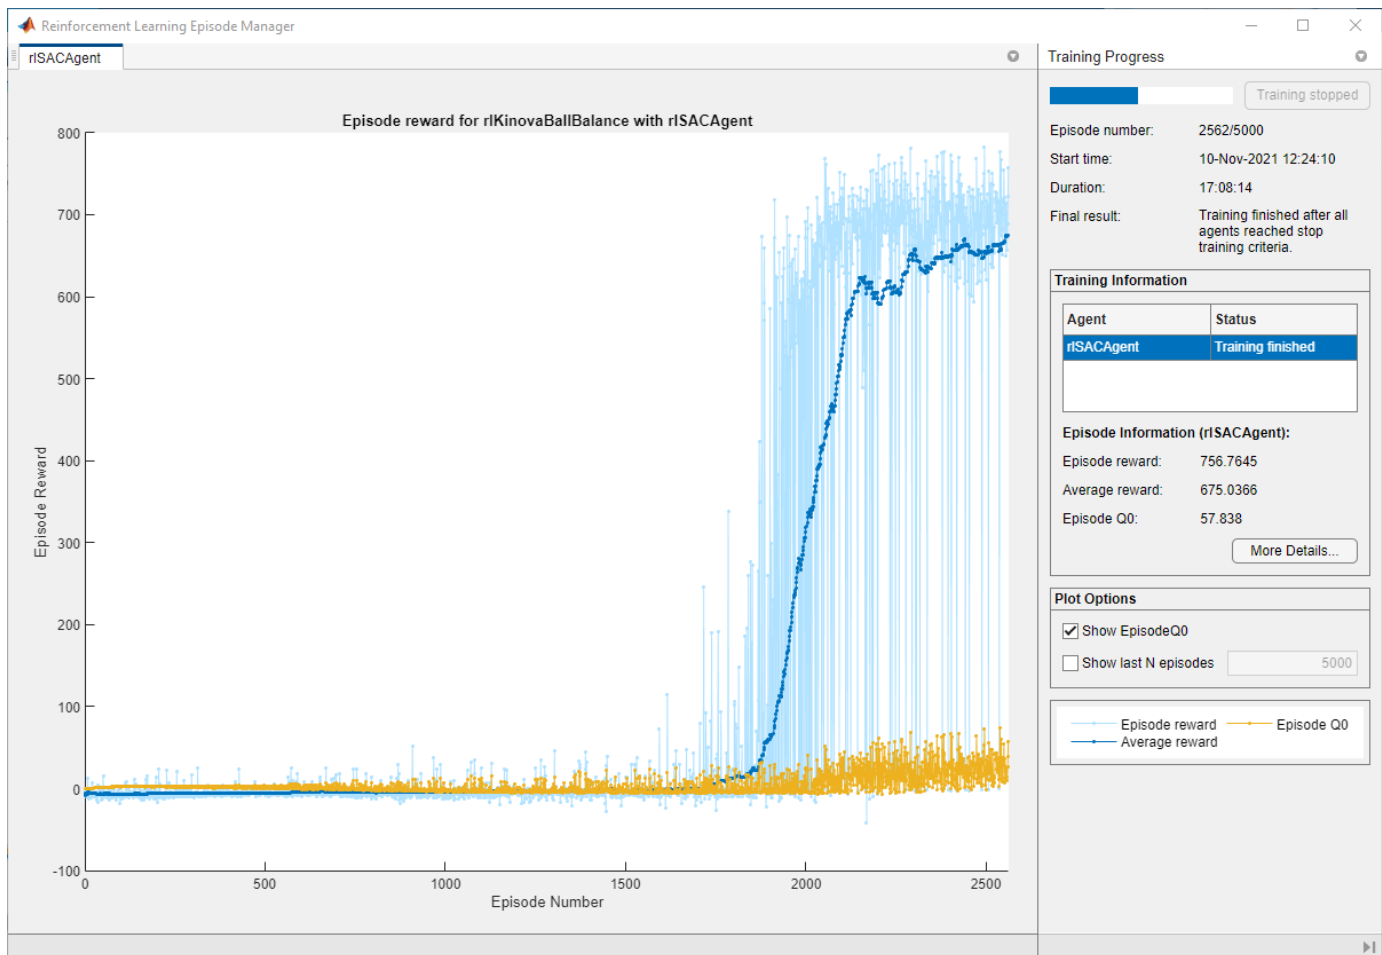 Reinforcement Learning Episode Manager
rlSACAgent
Episode reward for rlKinovaBallBalance with rlSACAgent
800
700
600
500
400
300
200
100
0
-100
Episode Reward
0 500 1000 1500 2000 2500
Episode Number
Training Progress
Training stopped
Episode number: 2562/5000
Start time: 10-Nov-2021 12:24:10
Duration: 17:08:14
Final result: Training finished after all
agents reached stop
training criteria.
Training Information
Agent Status
rlSACAgent Training finished
Episode Information (rlSACAgent):
Episode reward: 756.7645
Average reward: 675.0366
Episode Q0: 57.838
More Details...
Plot Options
Show EpisodeQ0
Show last N episodes 5000
Episode reward Episode Q0
Average reward